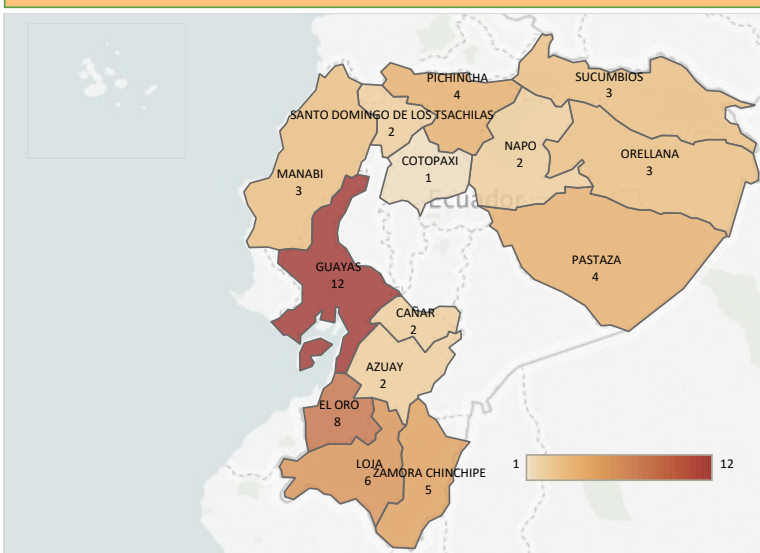 PICHINCHA
4
SUCUMBIOS
3
SANTO DOMINGO DE LOS TSACHILAS
2
COTOPAXI
1
NAPO
2
ORELLANA
3
MANABI
3
Ecuador
PASTAZA
4
GUAYAS
12
CAÑAR
2
AZUAY
2
EL ORO
8
LOJA
6
ZAMORA CHINCHIPE
5
1
12